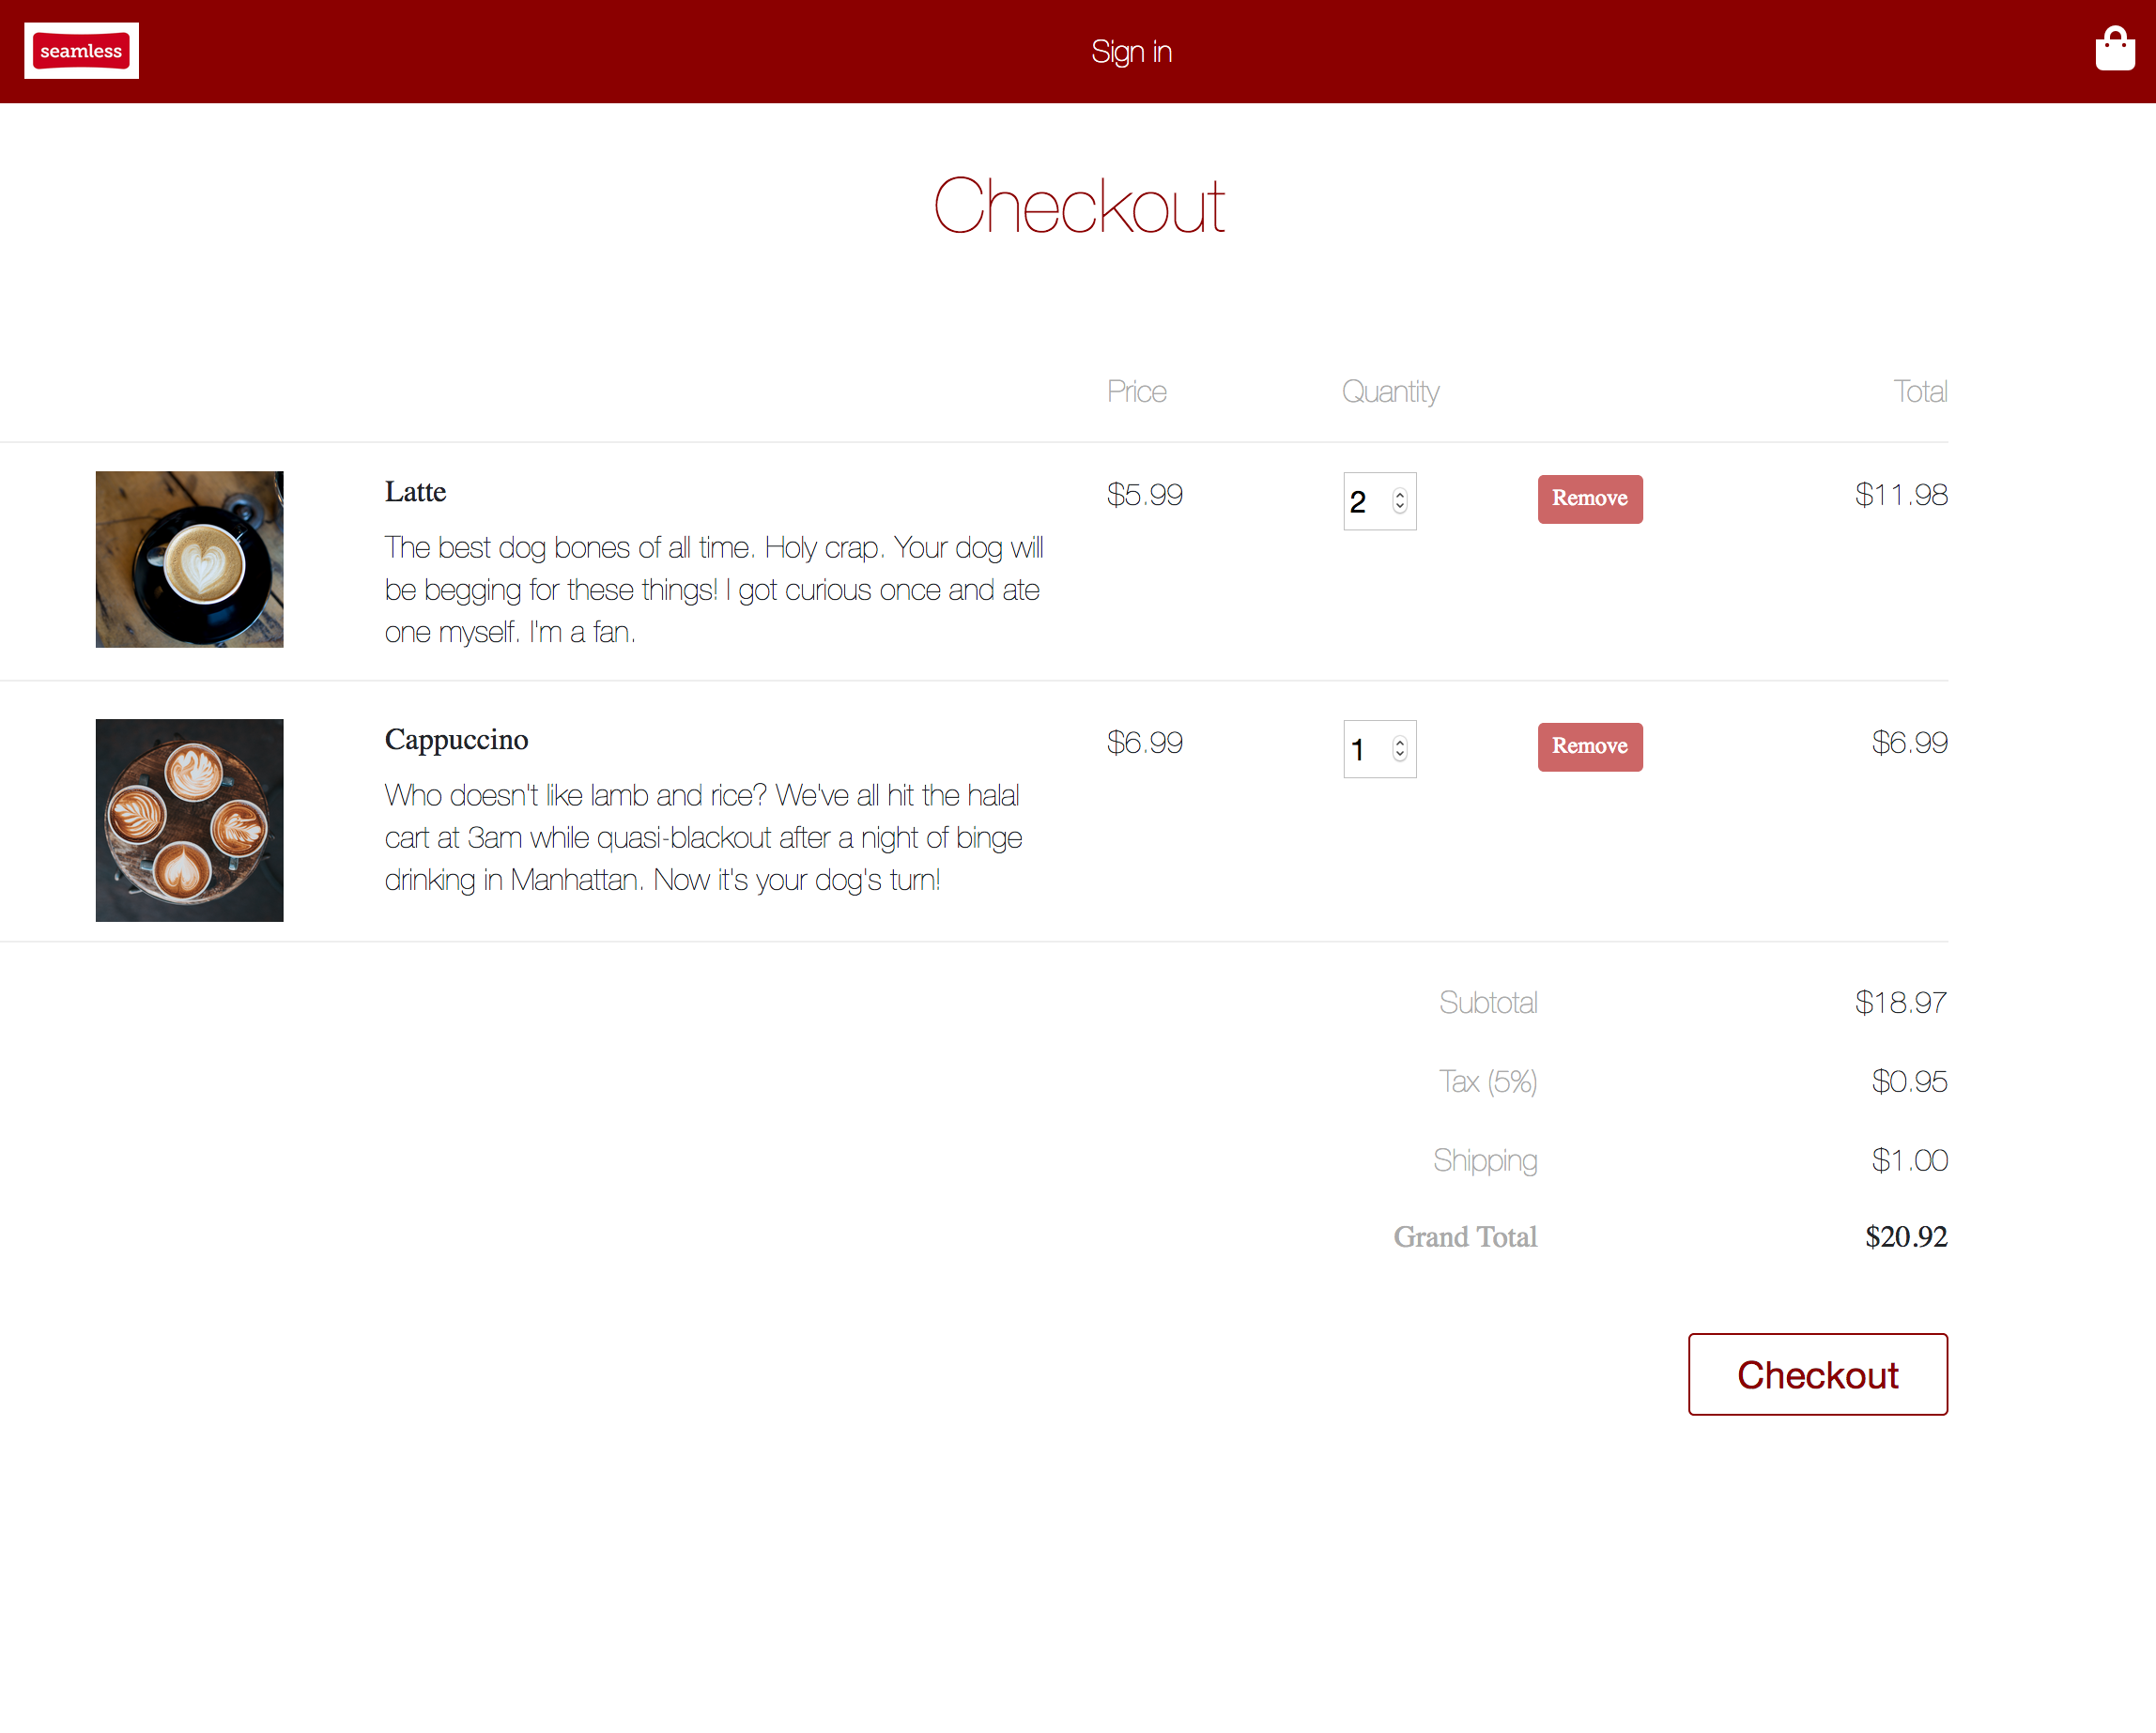 seamless
Sign in
Checkout
Price Quantity Total
Latte $5.99 2 Remove $11.98
The best dog bones of all time. Holy crap. Your dog will
be begging for these things! I got curious once and ate
one myself. I'm a fan.
Cappuccino $6.99 1 Remove $6.99
Who doesn't like lamb and rice? We've all hit the halal
cart at 3am while quasi-blackout after a night of binge
drinking in Manhattan. Now it's your dog's turn!
Subtotal $18.97
Tax (5%) $0.95
Shipping $1.00
Grand Total $20.92
Checkout